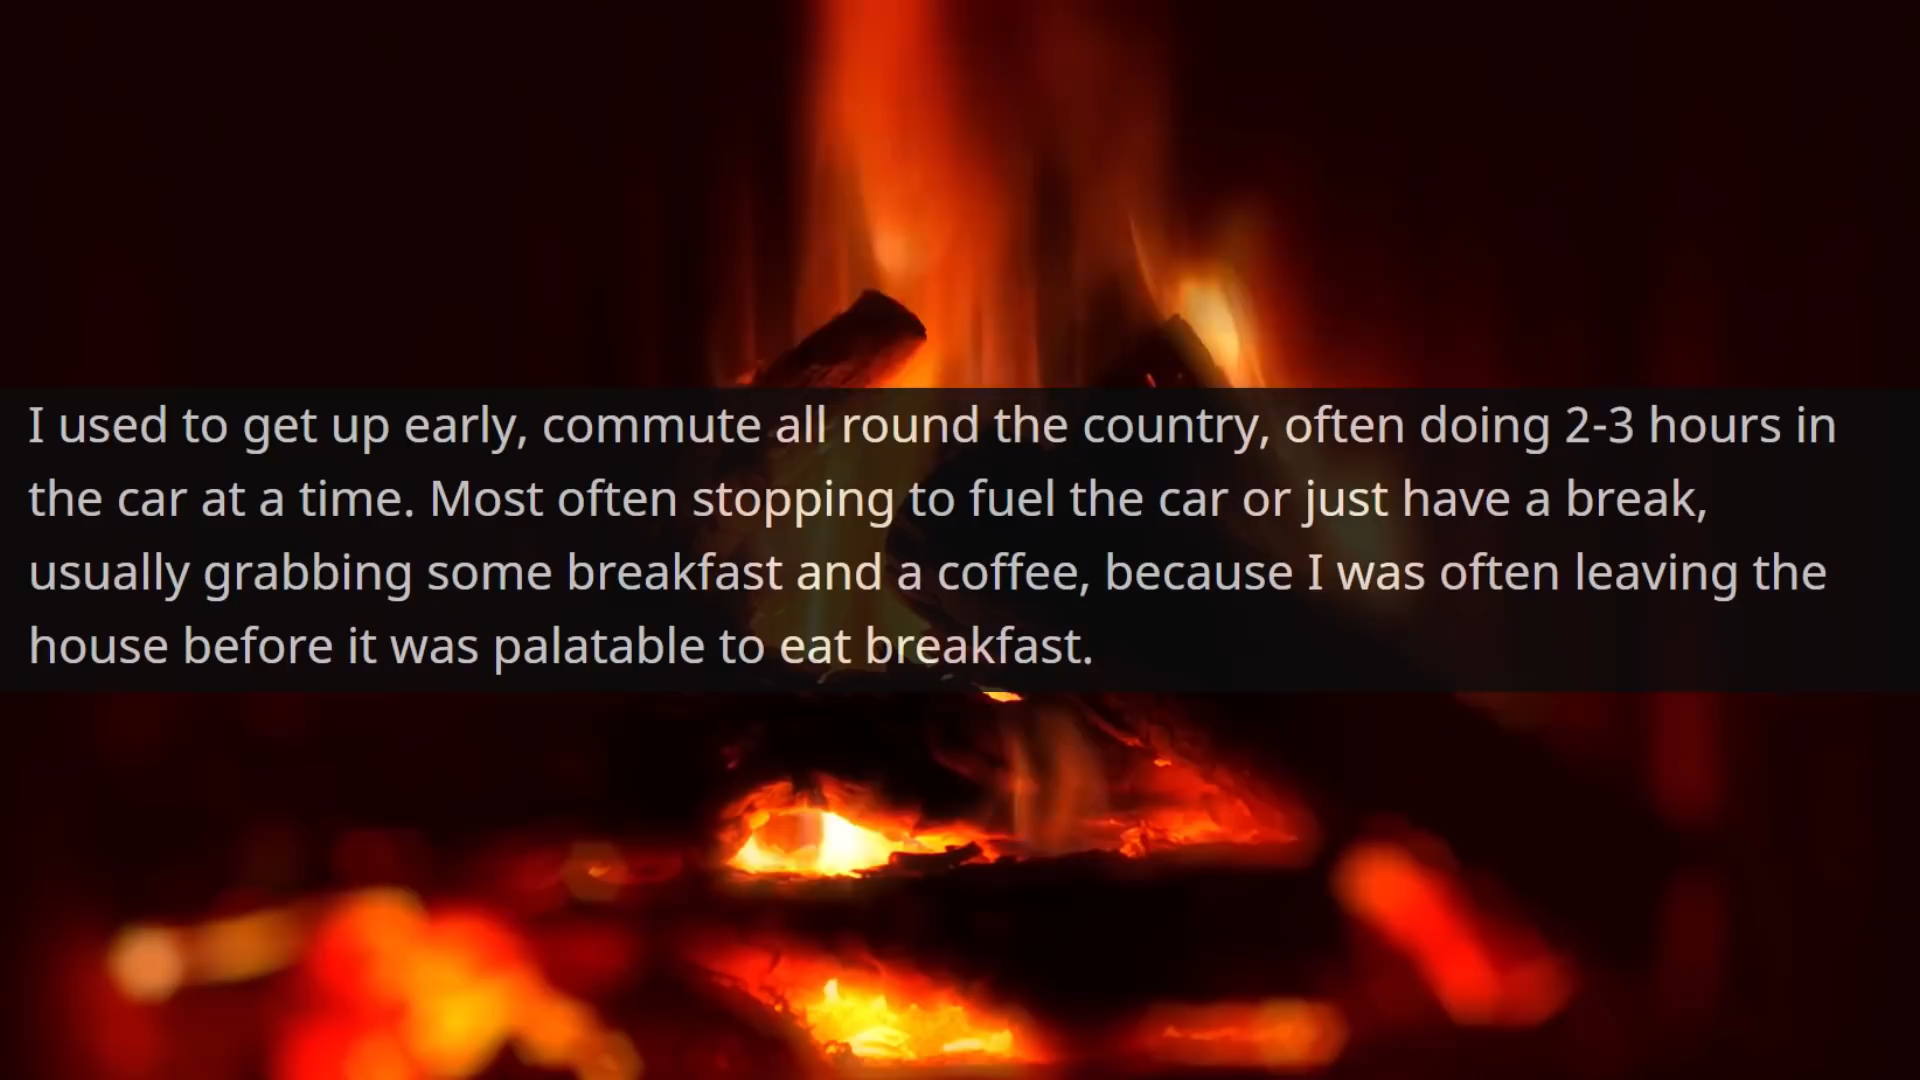 I used to get up early, commute all round the country, often doing 2-3 hours in
the car at a time. Most often stopping to fuel the car or just have a break,
usually grabbing some breakfast and a coffee, because I was often leaving the
house before it was palatable to eat breakfast.